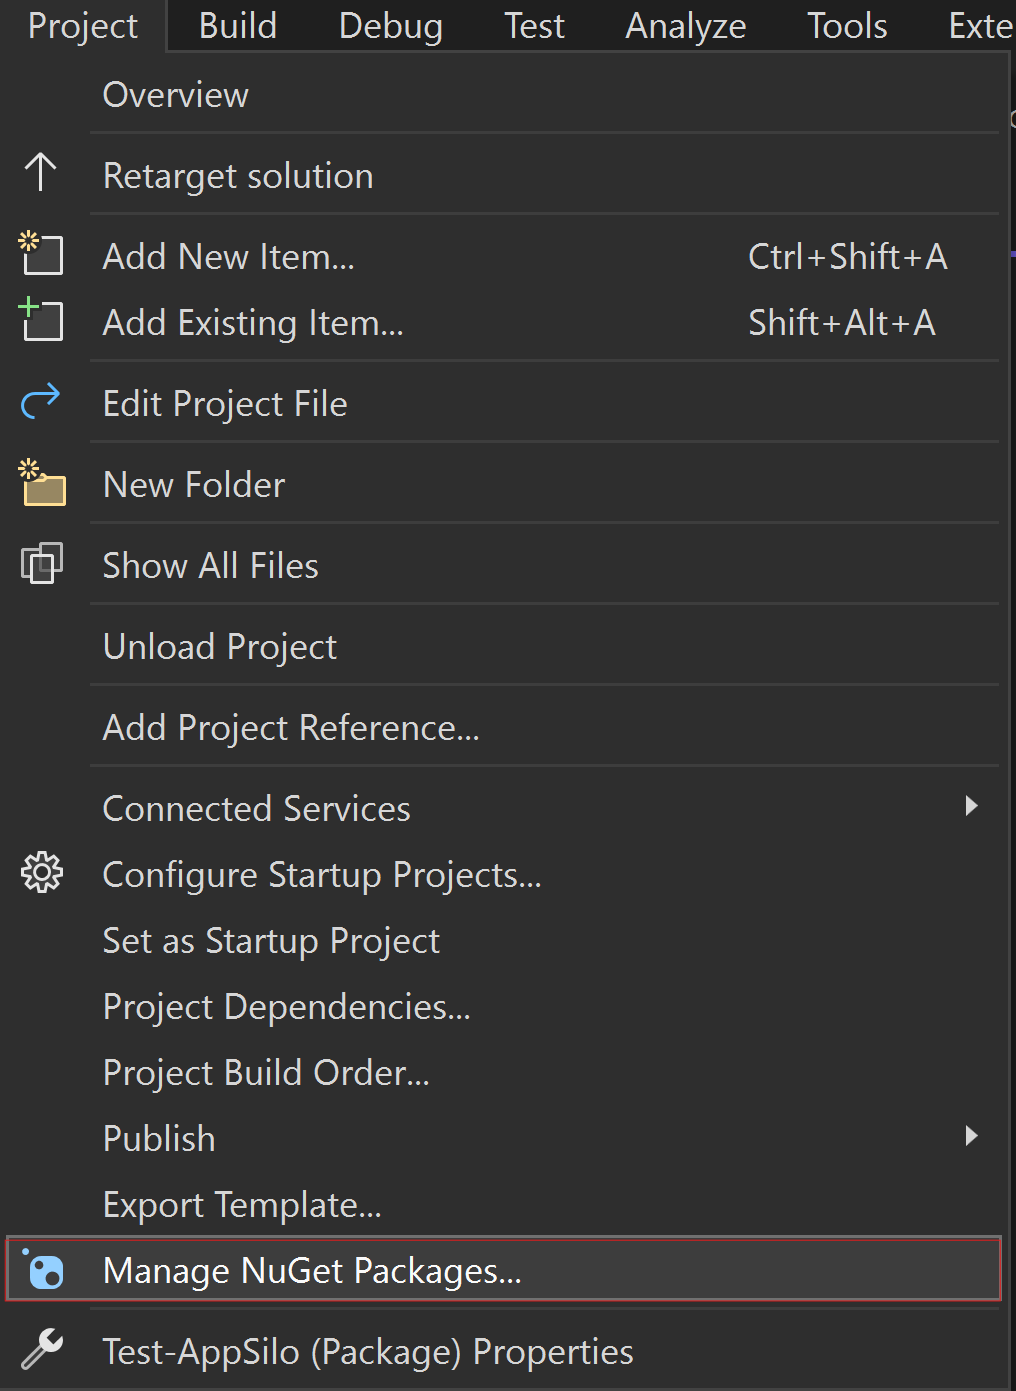 Project Build Debug Test Analyze Tools Exte
Overview
Retarget solution
Add New Item... Ctrl+Shift+A
Add Existing Item... Shift+Alt+A
Edit Project File
New Folder
Show All Files
Unload Project
Add Project Reference...
Connected Services
Configure Startup Projects...
Set as Startup Project
Project Dependencies...
Project Build Order...
Publish
Export Template...
Manage NuGet Packages...
Test-AppSilo (Package) Properties